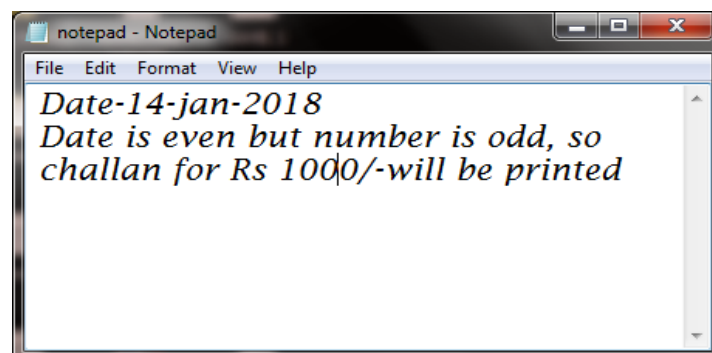 notepad - Notepad
File Edit Format View Help
Date-14-jan-2018
Date is even but number is odd, so
challan for Rs 1000/-will be printed